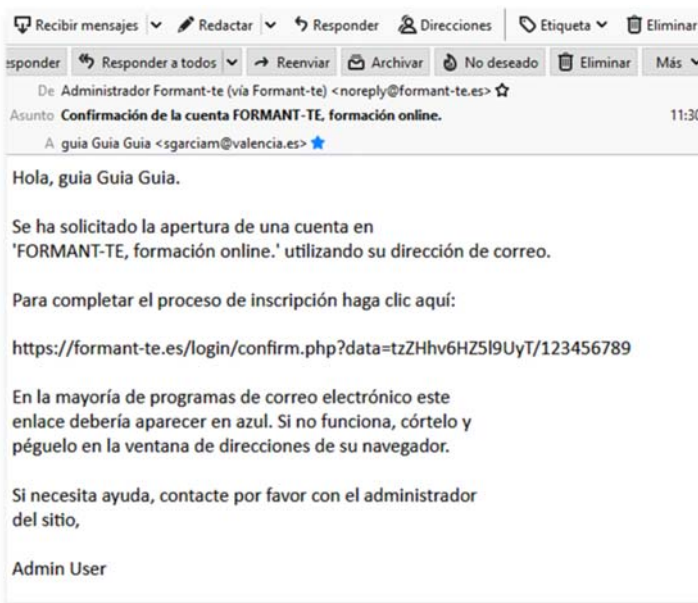 Recibir mensajes Redactar Responder Direcciones Etiqueta Eliminar
esponder Responder a todos Reenviar Archivar No deseado Eliminar Más
De Administrador Formant-te (vía Formant-te) <noreply@formant-te.es>
Asunto Confirmación de la cuenta FORMANT-TE, formación online. 11:30
A guia Guia Guia <sgarciam@valencia.es>
Hola, guia Guia Guia.
Se ha solicitado la apertura de una cuenta en
'FORMANT-TE, formación online.' utilizando su dirección de correo.
Para completar el proceso de inscripción haga clic aquí:
https://formant-te.es/login/confirm.php?data=tzZHhv6HZ5l9UyT/123456789
En la mayoría de programas de correo electrónico este
enlace debería aparecer en azul. Si no funciona, córtelo y
péguelo en la ventana de direcciones de su navegador.
Si necesita ayuda, contacte por favor con el administrador
del sitio,
Admin User